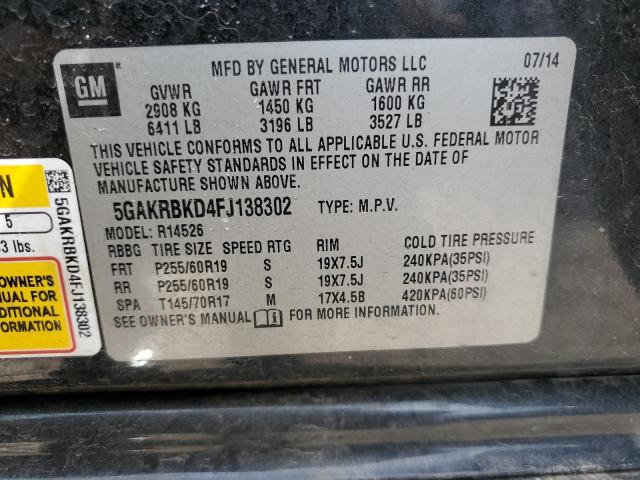 GM
MFD BY GENERAL MOTORS LLC 07/14
GVWR GAWR FRT GAWR RR
2908 KG 1450 KG 1600 KG
6411 LB 3196 LB 3527 LB
THIS VEHICLE CONFORMS TO ALL APPLICABLE U.S. FEDERAL MOTOR
VEHICLE SAFETY STANDARDS IN EFFECT ON THE DATE OF
MANUFACTURE SHOWN ABOVE.
5GAKRBKD4FJ138302 TYPE: M.P.V.
MODEL: R14526
RBBG TIRE SIZE SPEED RTG RIM COLD TIRE PRESSURE
FRT P255/60R19 S 19X7.5J 240KPA(35PSI)
RR P255/60R19 S 19X7.5J 240KPA(35PSI)
SPA T145/70R17 M 17X4.5B 420KPA(60PSI)
SEE OWNER'S MANUAL FOR MORE INFORMATION.
5
lbs.
OWNER'S
FOR
5GAKRBKD4FJ138302